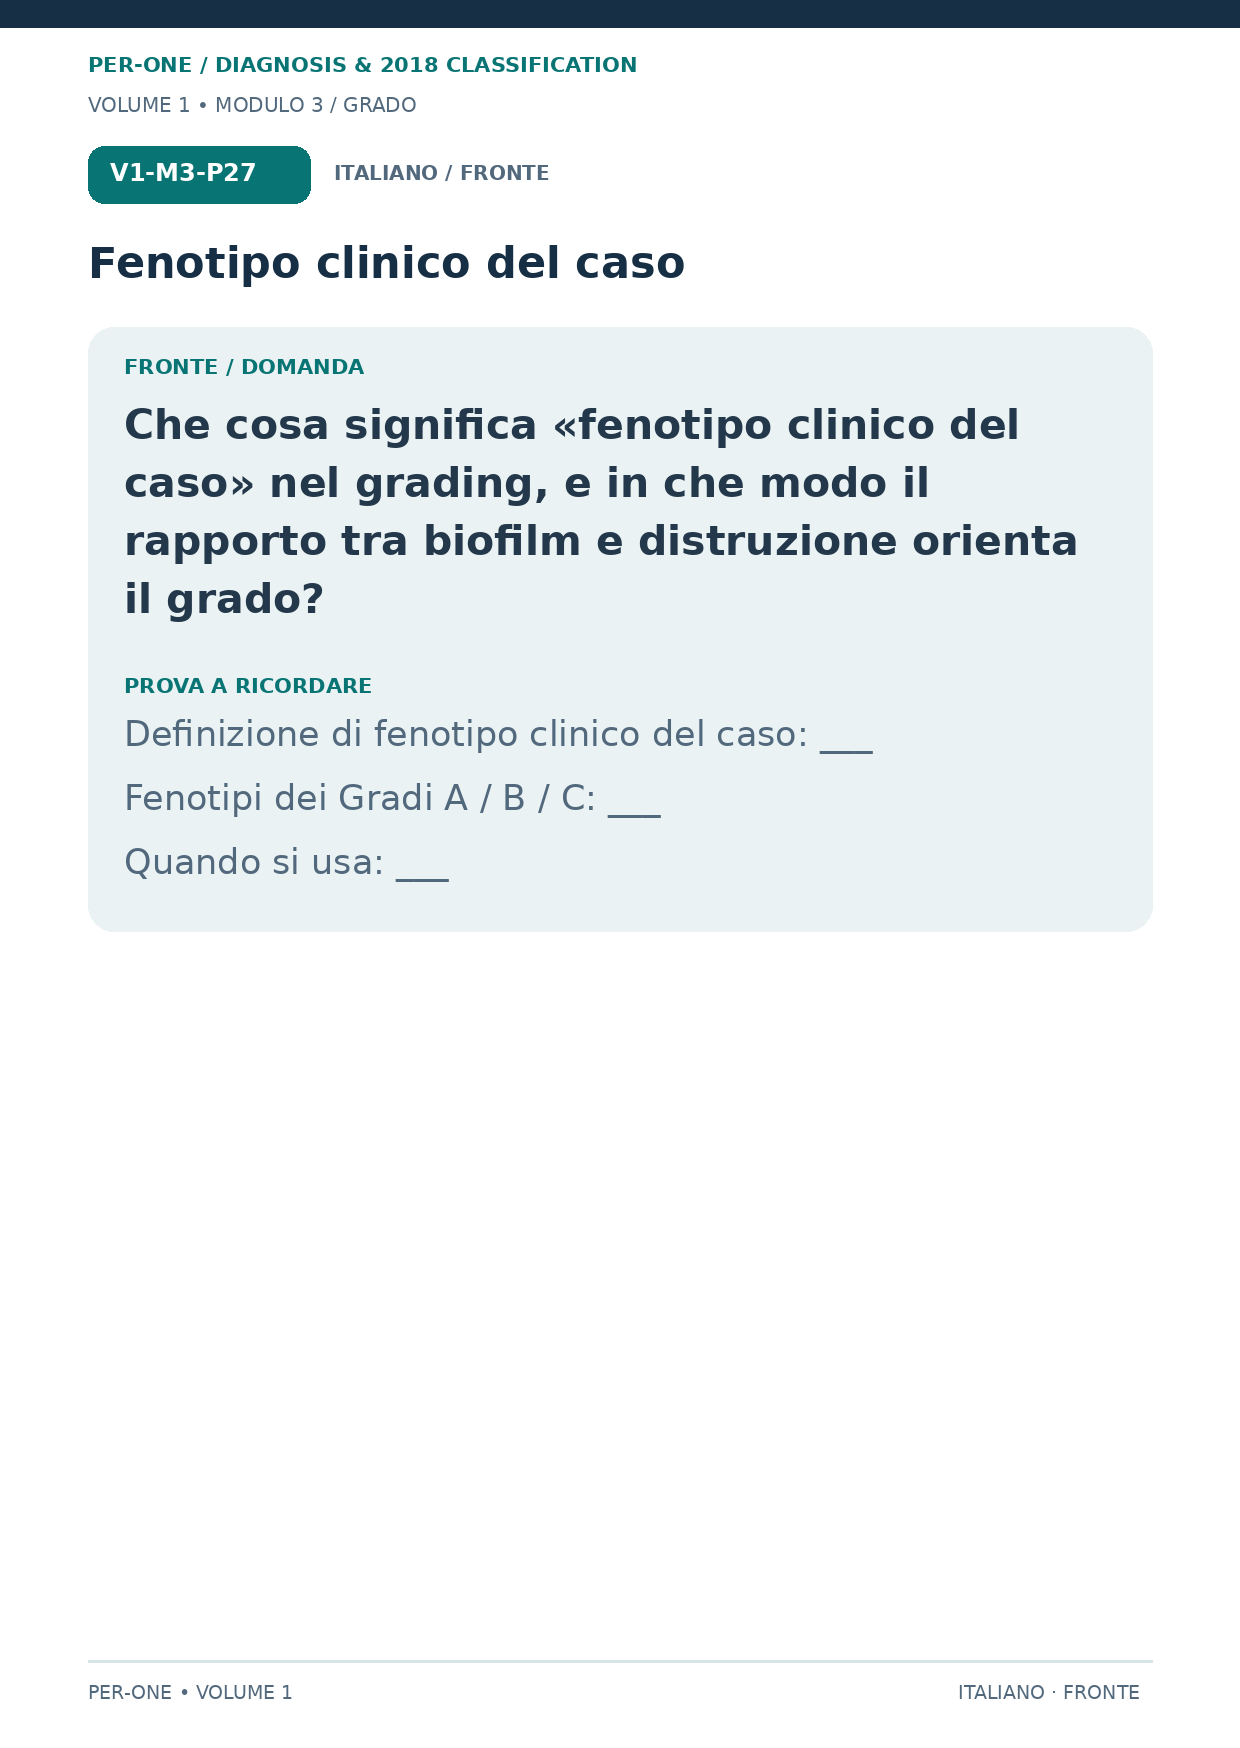 PER-ONE / DIAGNOSIS & 2018 CLASSIFICATION
VOLUME 1 • MODULO 3 / GRADO
V1-M3-P27
ITALIANO / FRONTE
Fenotipo clinico del caso
FRONTE / DOMANDA
Che cosa significa «fenotipo clinico del
caso» nel grading, e in che modo il
rapporto tra biofilm e distruzione orienta
il grado?
PROVA A RICORDARE
Definizione di fenotipo clinico del caso: ___
Fenotipi dei Gradi A / B / C: ___
Quando si usa: ___
PER-ONE • VOLUME 1
ITALIANO · FRONTE